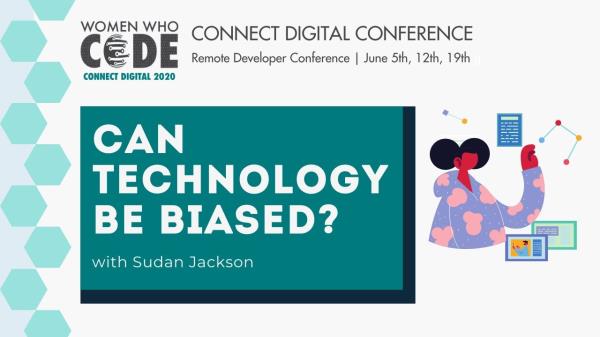 WOMEN WHO
CODE
CONNECT DIGITAL 2020
CONNECT DIGITAL CONFERENCE
Remote Developer Conference | June 5th, 12th, 19th
CAN
TECHNOLOGY
BE BIASED?
with Sudan Jackson